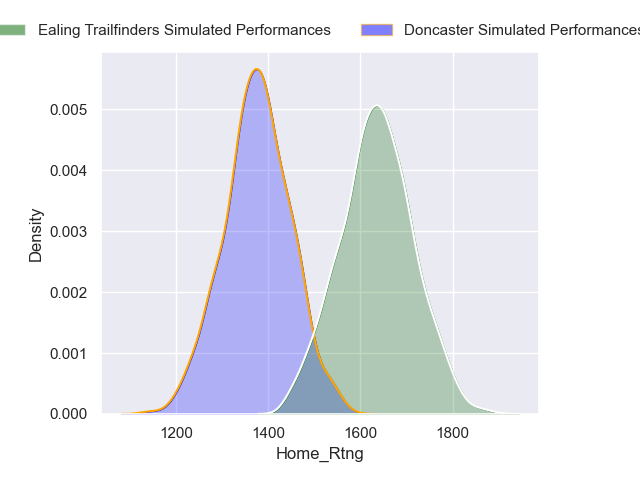 Ealing Trailfinders Simulated Performances
Doncaster Simulated Performances
0.005
0.004
0.003
0.002
0.001
0.000
Density
1200 1400 1600 1800
Home_Rtng